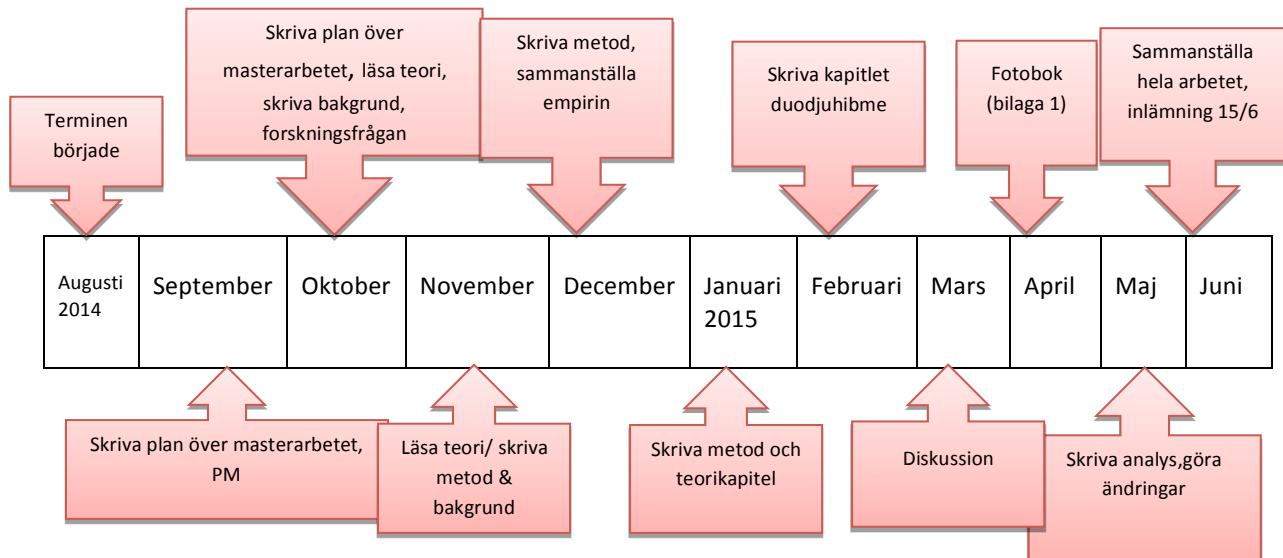 Terminen
började
Skriva plan över
masterarbetet, läsa teori,
skriva bakgrund,
forskningsfrågan
Skriva metod,
sammanställa
empirin
Skriva kapitlet
duodjuhibme
Fotobok
(bilaga 1)
Sammanställa
hela arbetet,
inlämning 15/6
Augusti
2014
September
Oktober
November
December
Januari
2015
Februari
Mars
April
Maj
Juni
Skriva plan över masterarbetet,
PM
Läsa teori/ skriva
metod &
bakgrund
Skriva metod och
teorikapitel
Diskussion
Skriva analys,göra
ändringar